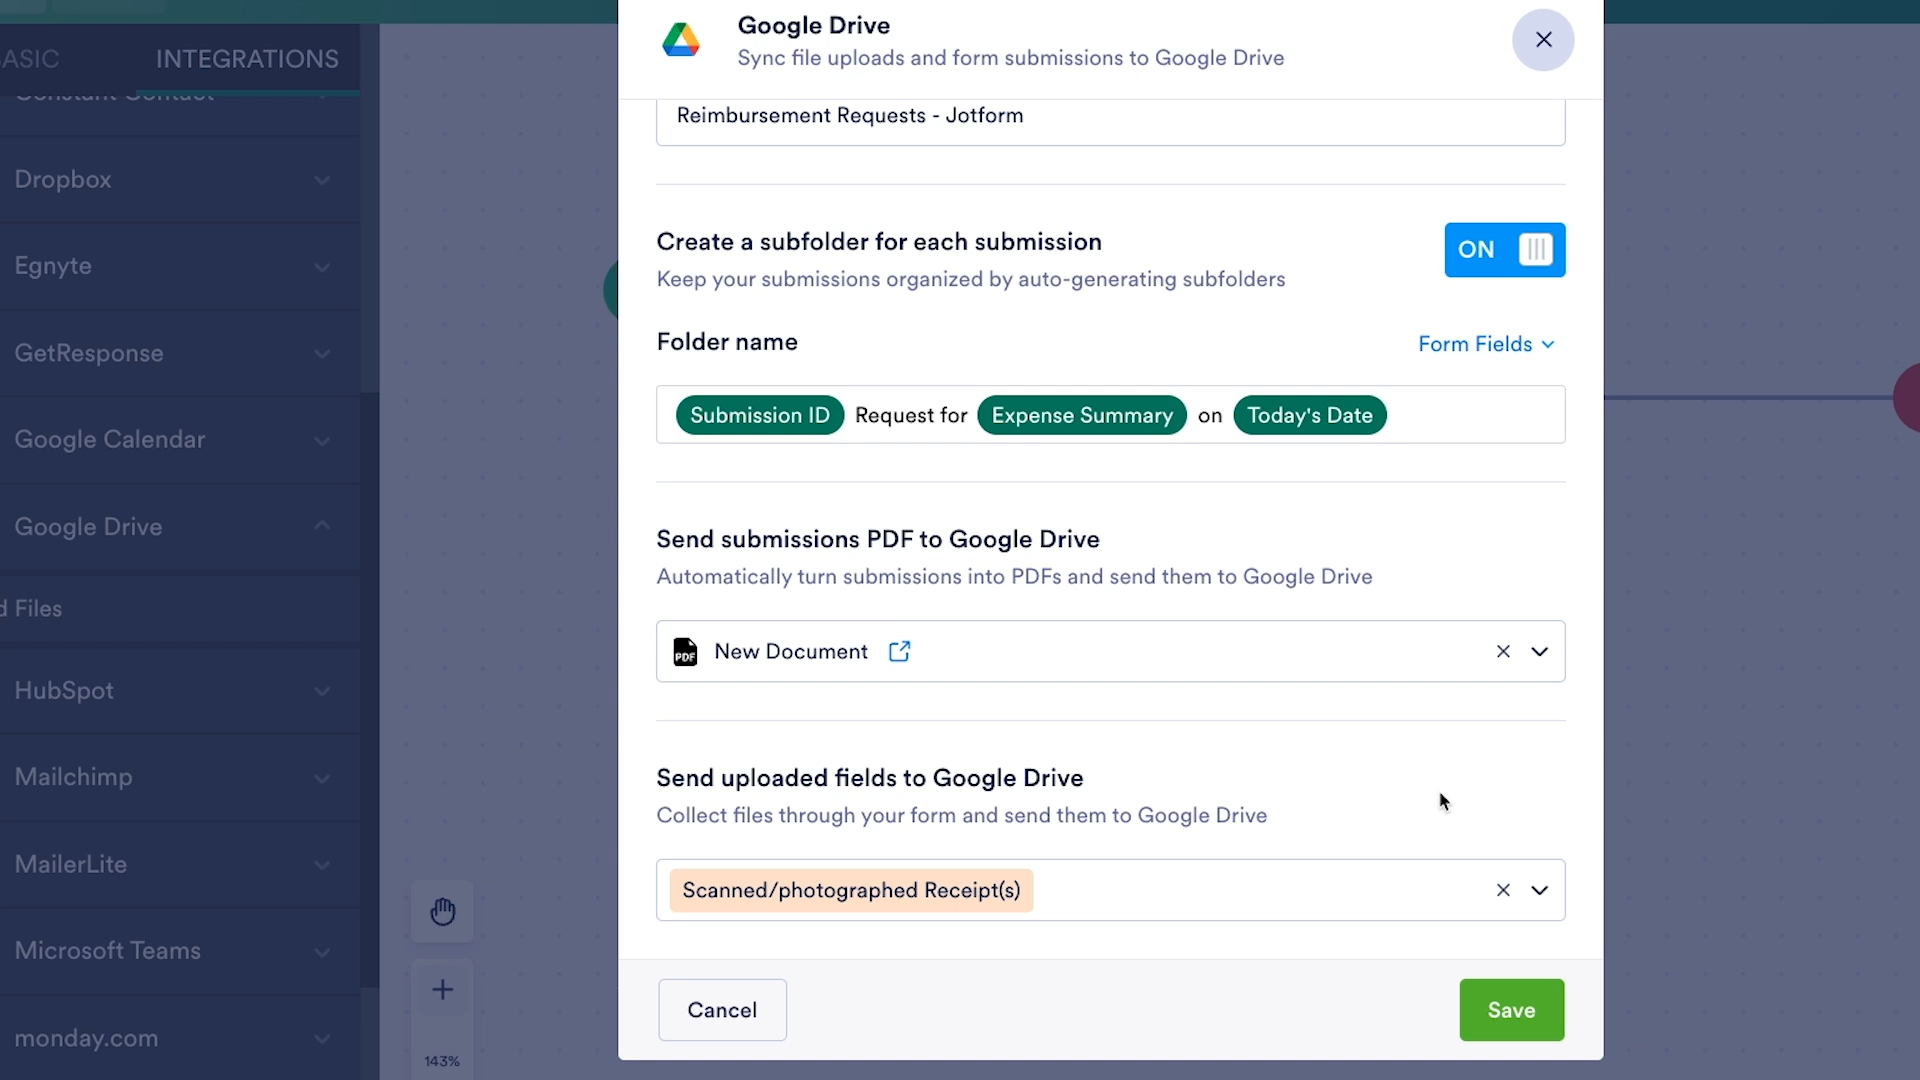 BASIC
INTEGRATIONS
Constant Contact
Dropbox
Egnyte
GetResponse
Google Calendar
Google Drive
d Files
HubSpot
Mailchimp
MailerLite
Microsoft Teams
monday.com
143%
Google Drive
Sync file uploads and form submissions to Google Drive
Reimbursement Requests - Jotform
Create a subfolder for each submission
ON
Keep your submissions organized by auto-generating subfolders
Folder name
Form Fields
Submission ID Request for Expense Summary on Today's Date
Send submissions PDF to Google Drive
Automatically turn submissions into PDFs and send them to Google Drive
PDF New Document
Send uploaded fields to Google Drive
Collect files through your form and send them to Google Drive
Scanned/photographed Receipt(s)
Cancel
Save